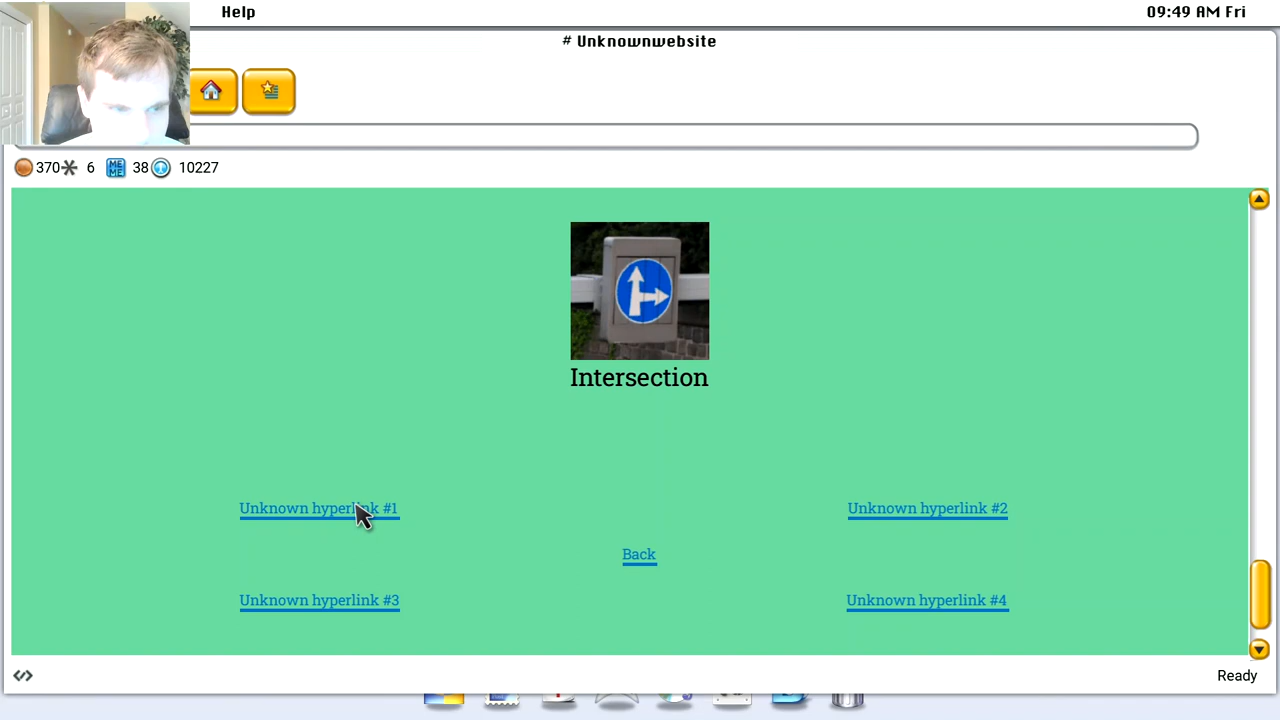 Help
09:49 AM Fri
# Unknownwebsite
370 6 MEME 38 10227
Intersection
Unknown hyperlink #1
Unknown hyperlink #2
Back
Unknown hyperlink #3
Unknown hyperlink #4
Ready